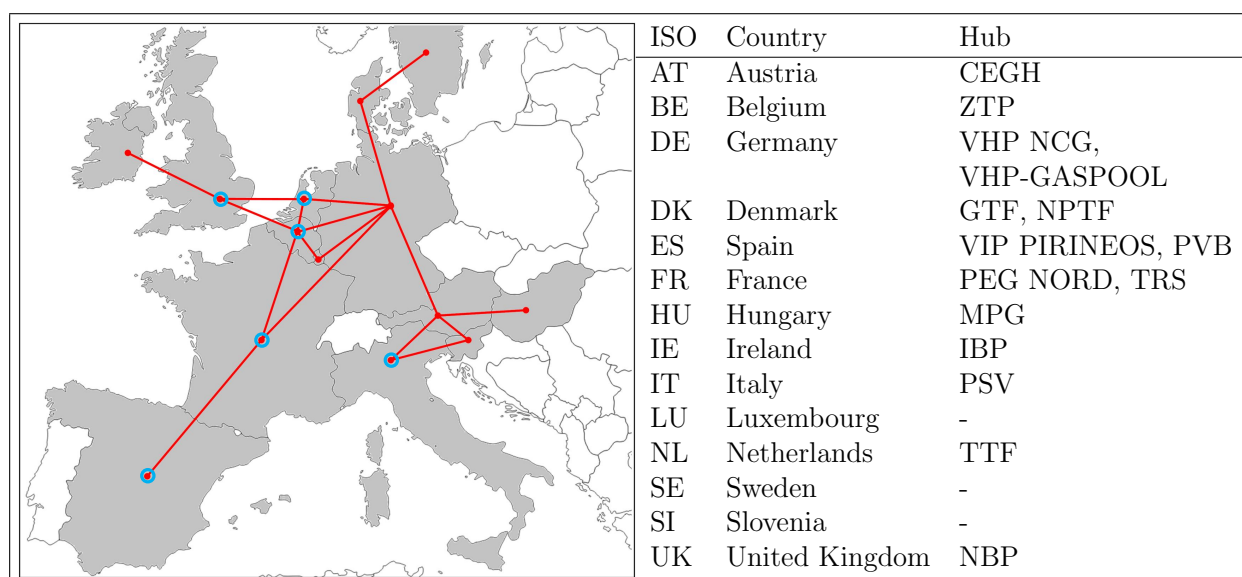 ISO Country Hub
AT Austria CEGH
BE Belgium ZTP
DE Germany VHP NCG,
VHP-GASPOOL
DK Denmark GTF, NPTF
ES Spain VIP PIRINEOS, PVB
FR France PEG NORD, TRS
HU Hungary MPG
IE Ireland IBP
IT Italy PSV
LU Luxembourg -
NL Netherlands TTF
SE Sweden -
SI Slovenia -
UK United Kingdom NBP